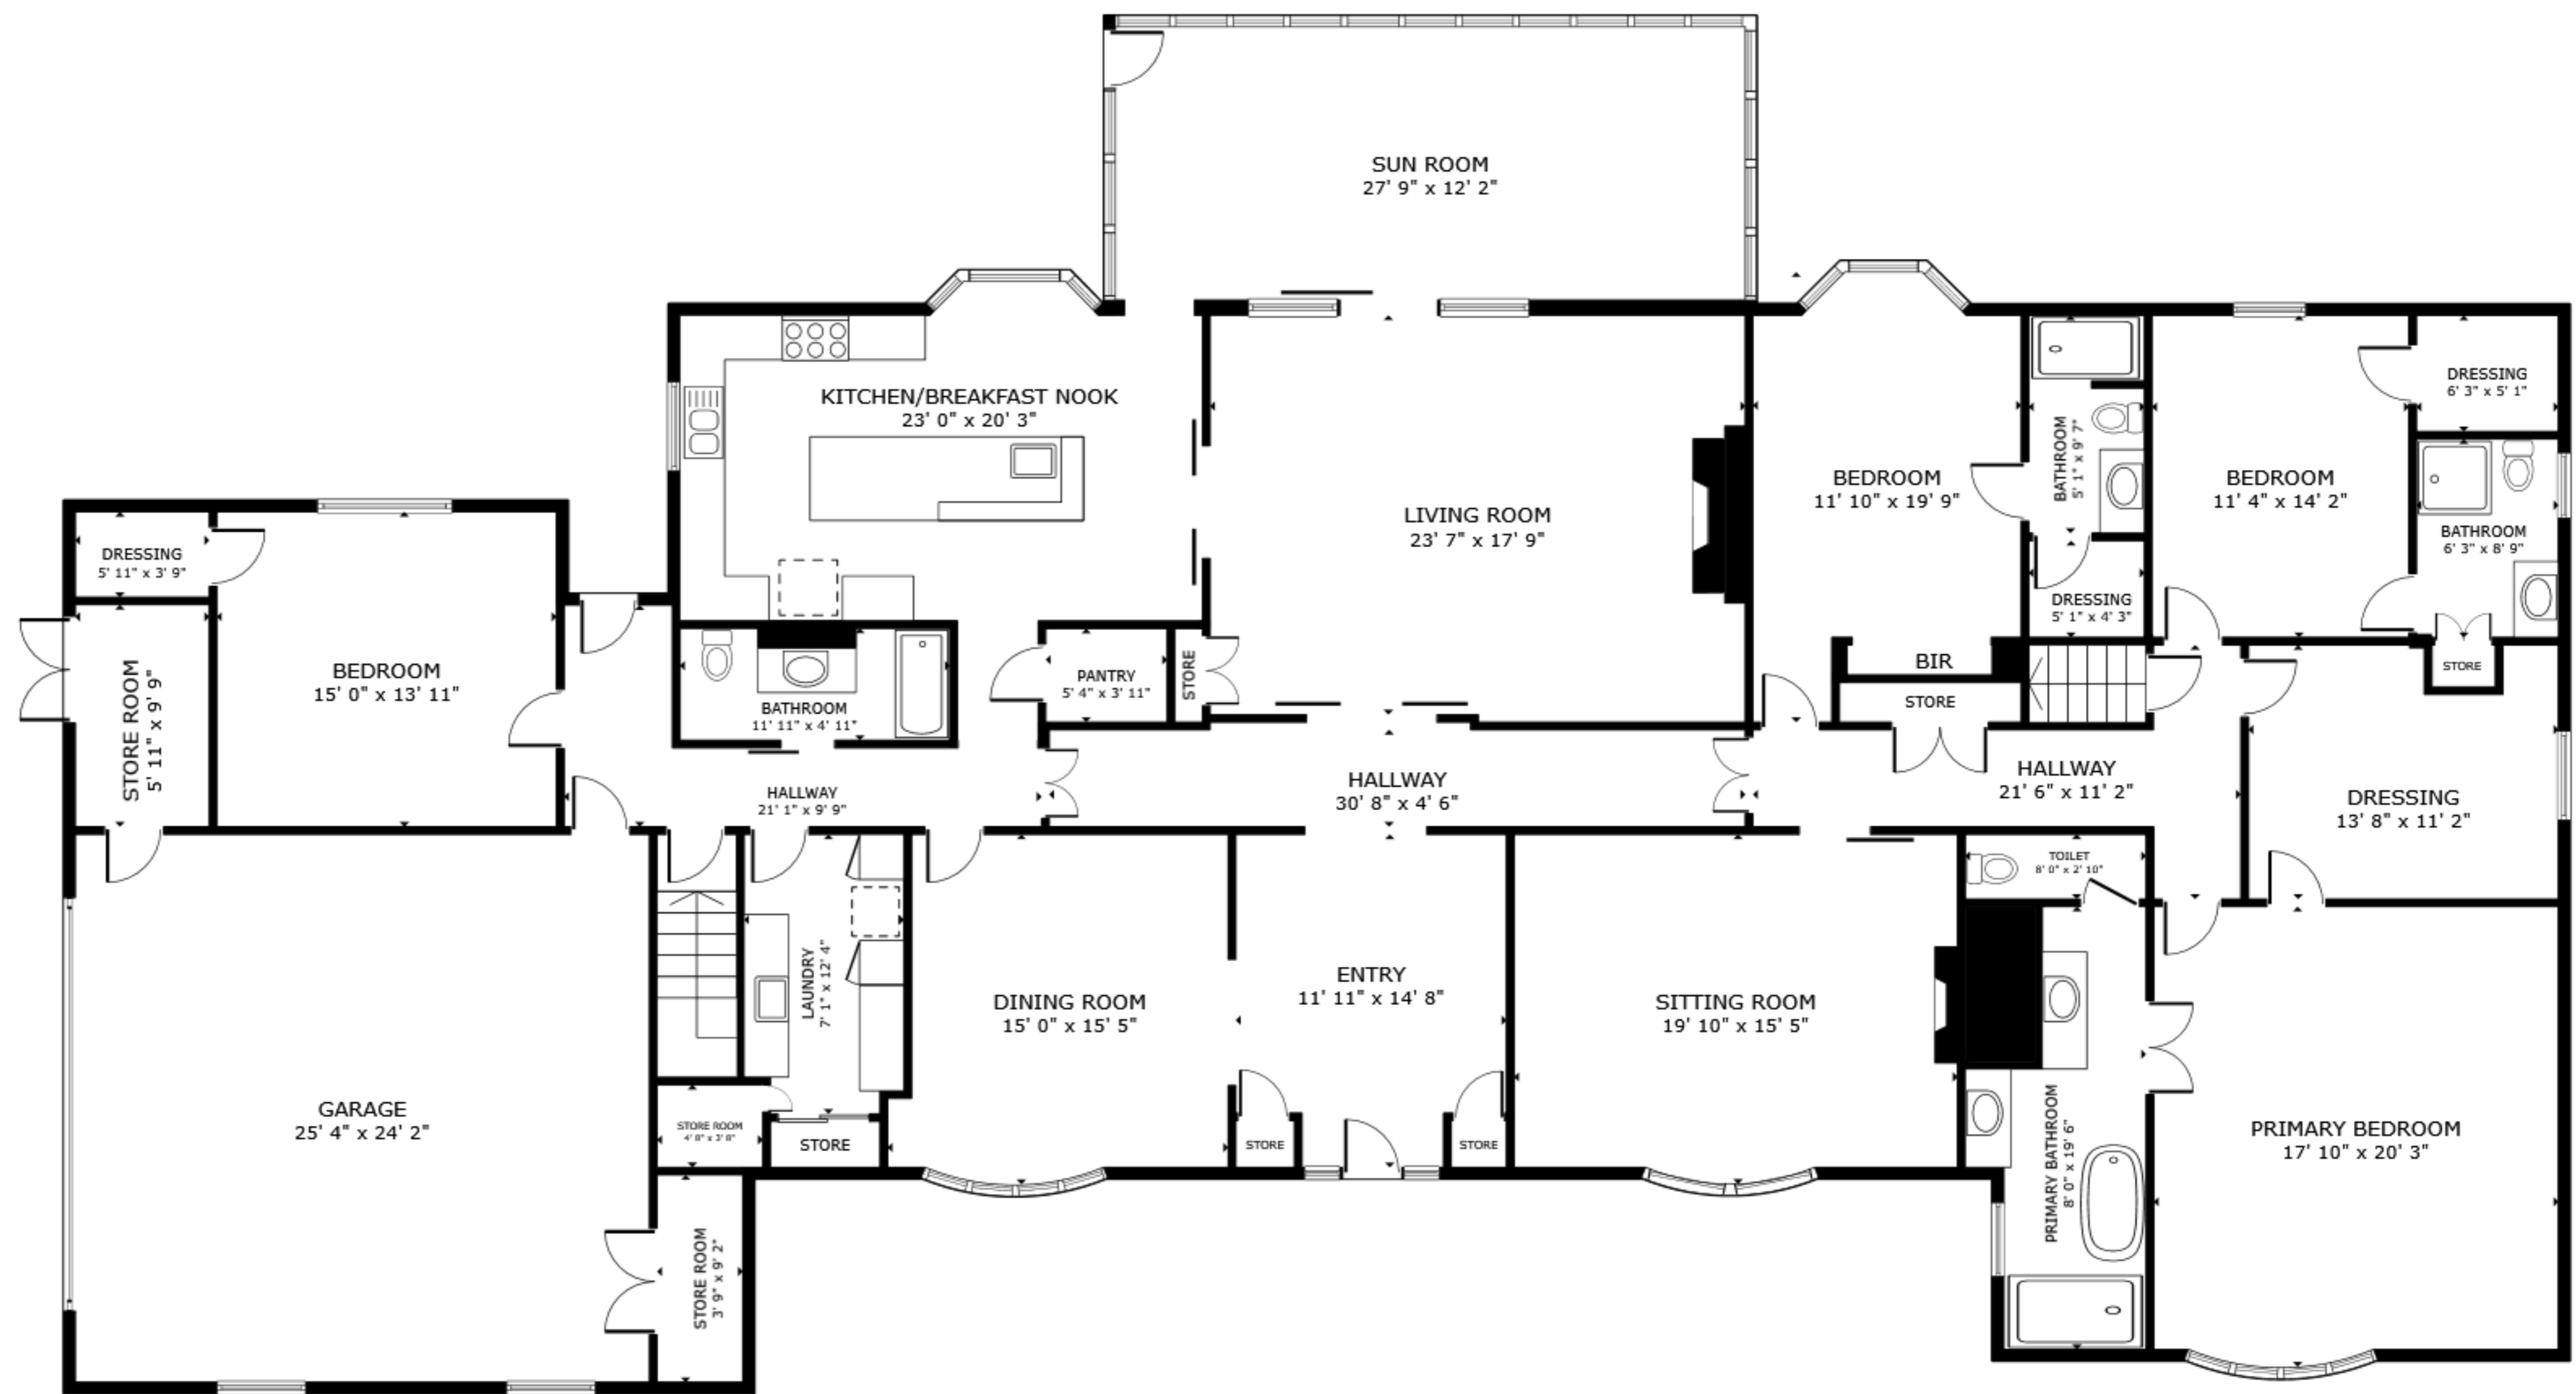 SUN ROOM
27' 9" x 12' 2"
KITCHEN/BREAKFAST NOOK
23' 0" x 20' 3"
LIVING ROOM
23' 7" x 17' 9"
BEDROOM
11' 10" x 19' 9"
BATHROOM
5' 1" x 9' 7"
BEDROOM
11' 4" x 14' 2"
DRESSING
6' 3" x 5' 1"
BATHROOM
6' 3" x 8' 9"
DRESSING
5' 11" x 3' 9"
STORE ROOM
5' 11" x 9' 9"
BEDROOM
15' 0" x 13' 11"
BATHROOM
11' 11" x 4' 11"
PANTRY
5' 4" x 3' 11"
STORE
DRESSING
5' 1" x 4' 3"
BIR
STORE
STORE
HALLWAY
21' 1" x 9' 9"
HALLWAY
30' 8" x 4' 6"
HALLWAY
21' 6" x 11' 2"
DRESSING
13' 8" x 11' 2"
TOILET
8' 0" x 2' 10"
GARAGE
25' 4" x 24' 2"
LAUNDRY
7' 1" x 12' 4"
DINING ROOM
15' 0" x 15' 5"
ENTRY
11' 11" x 14' 8"
SITTING ROOM
19' 10" x 15' 5"
PRIMARY BATHROOM
8' 0" x 19' 6"
PRIMARY BEDROOM
17' 10" x 20' 3"
STORE ROOM
4' 8" x 3' 8"
STORE
STORE
STORE
STORE ROOM
3' 9" x 9' 2"